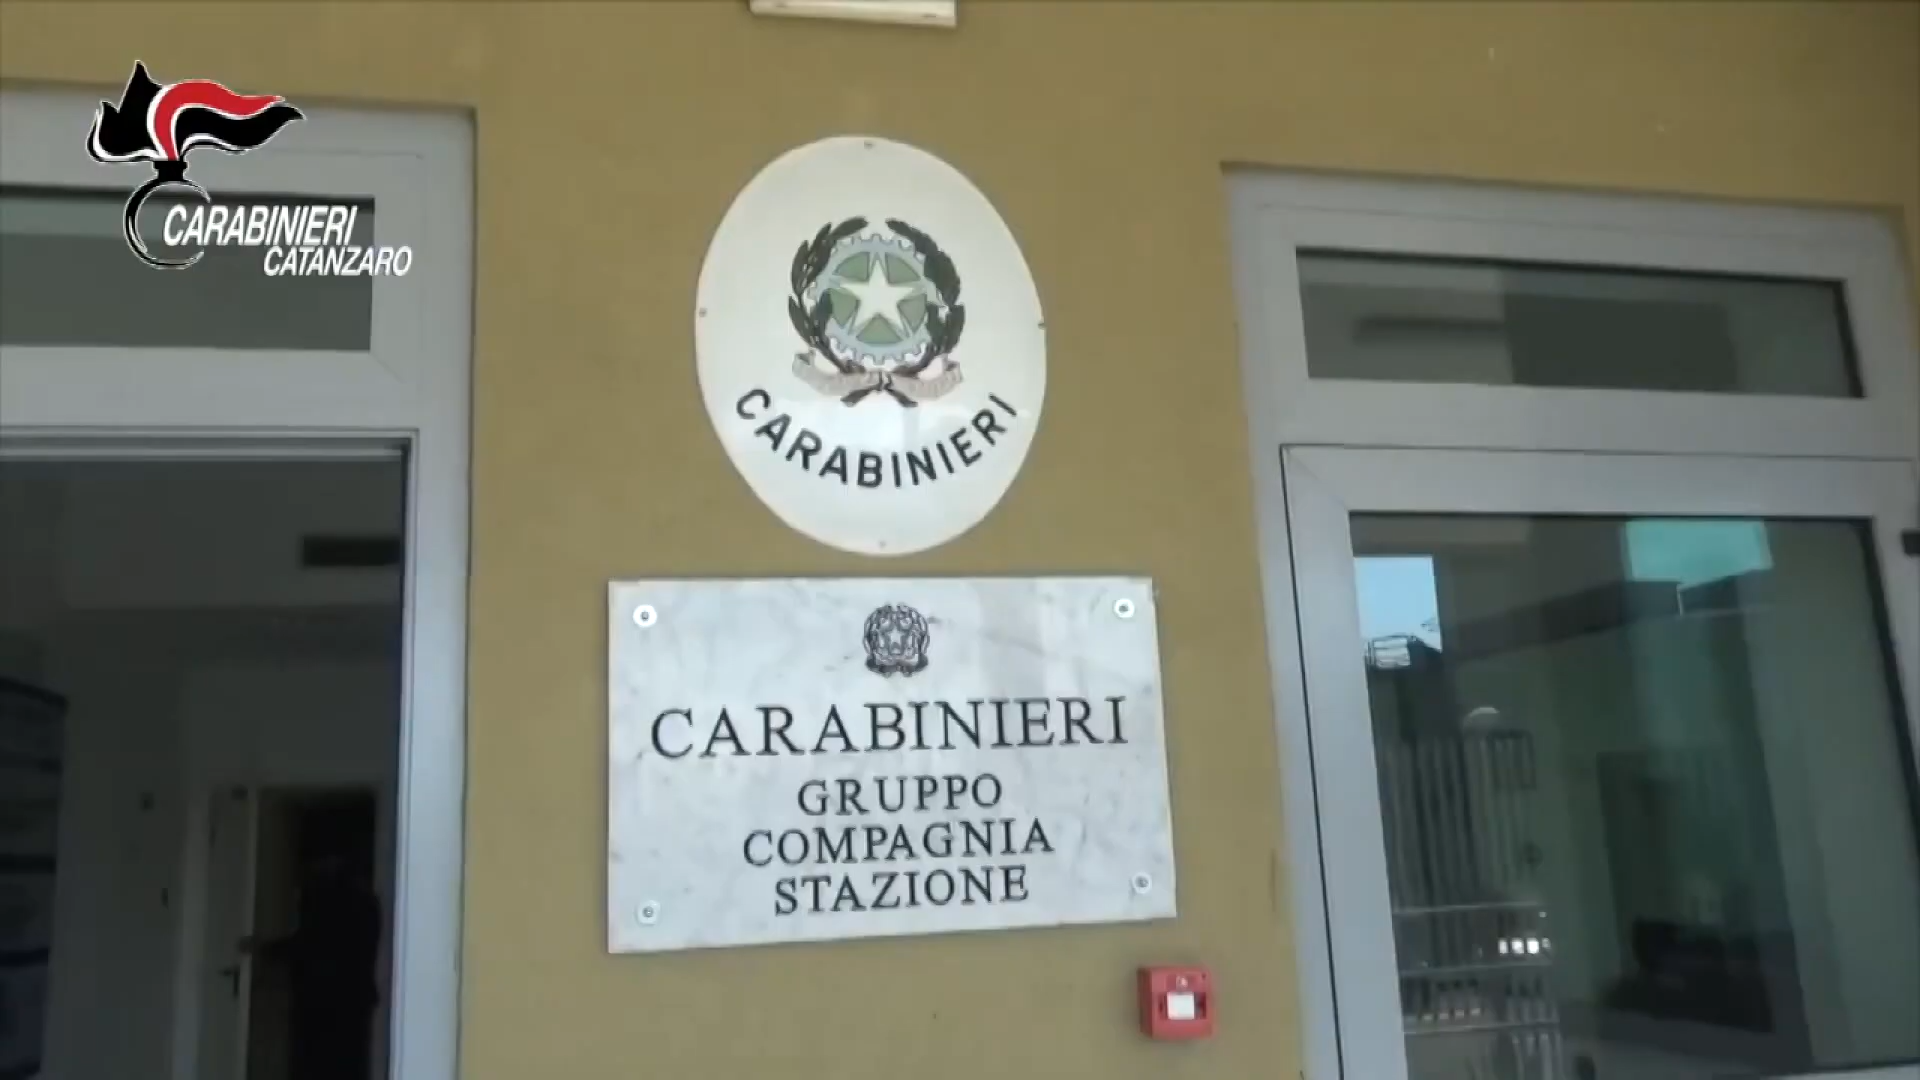 CARABINIERI
CATANZARO
CARABINIERI
CARABINIERI
GRUPPO
COMPAGNIA
STAZIONE